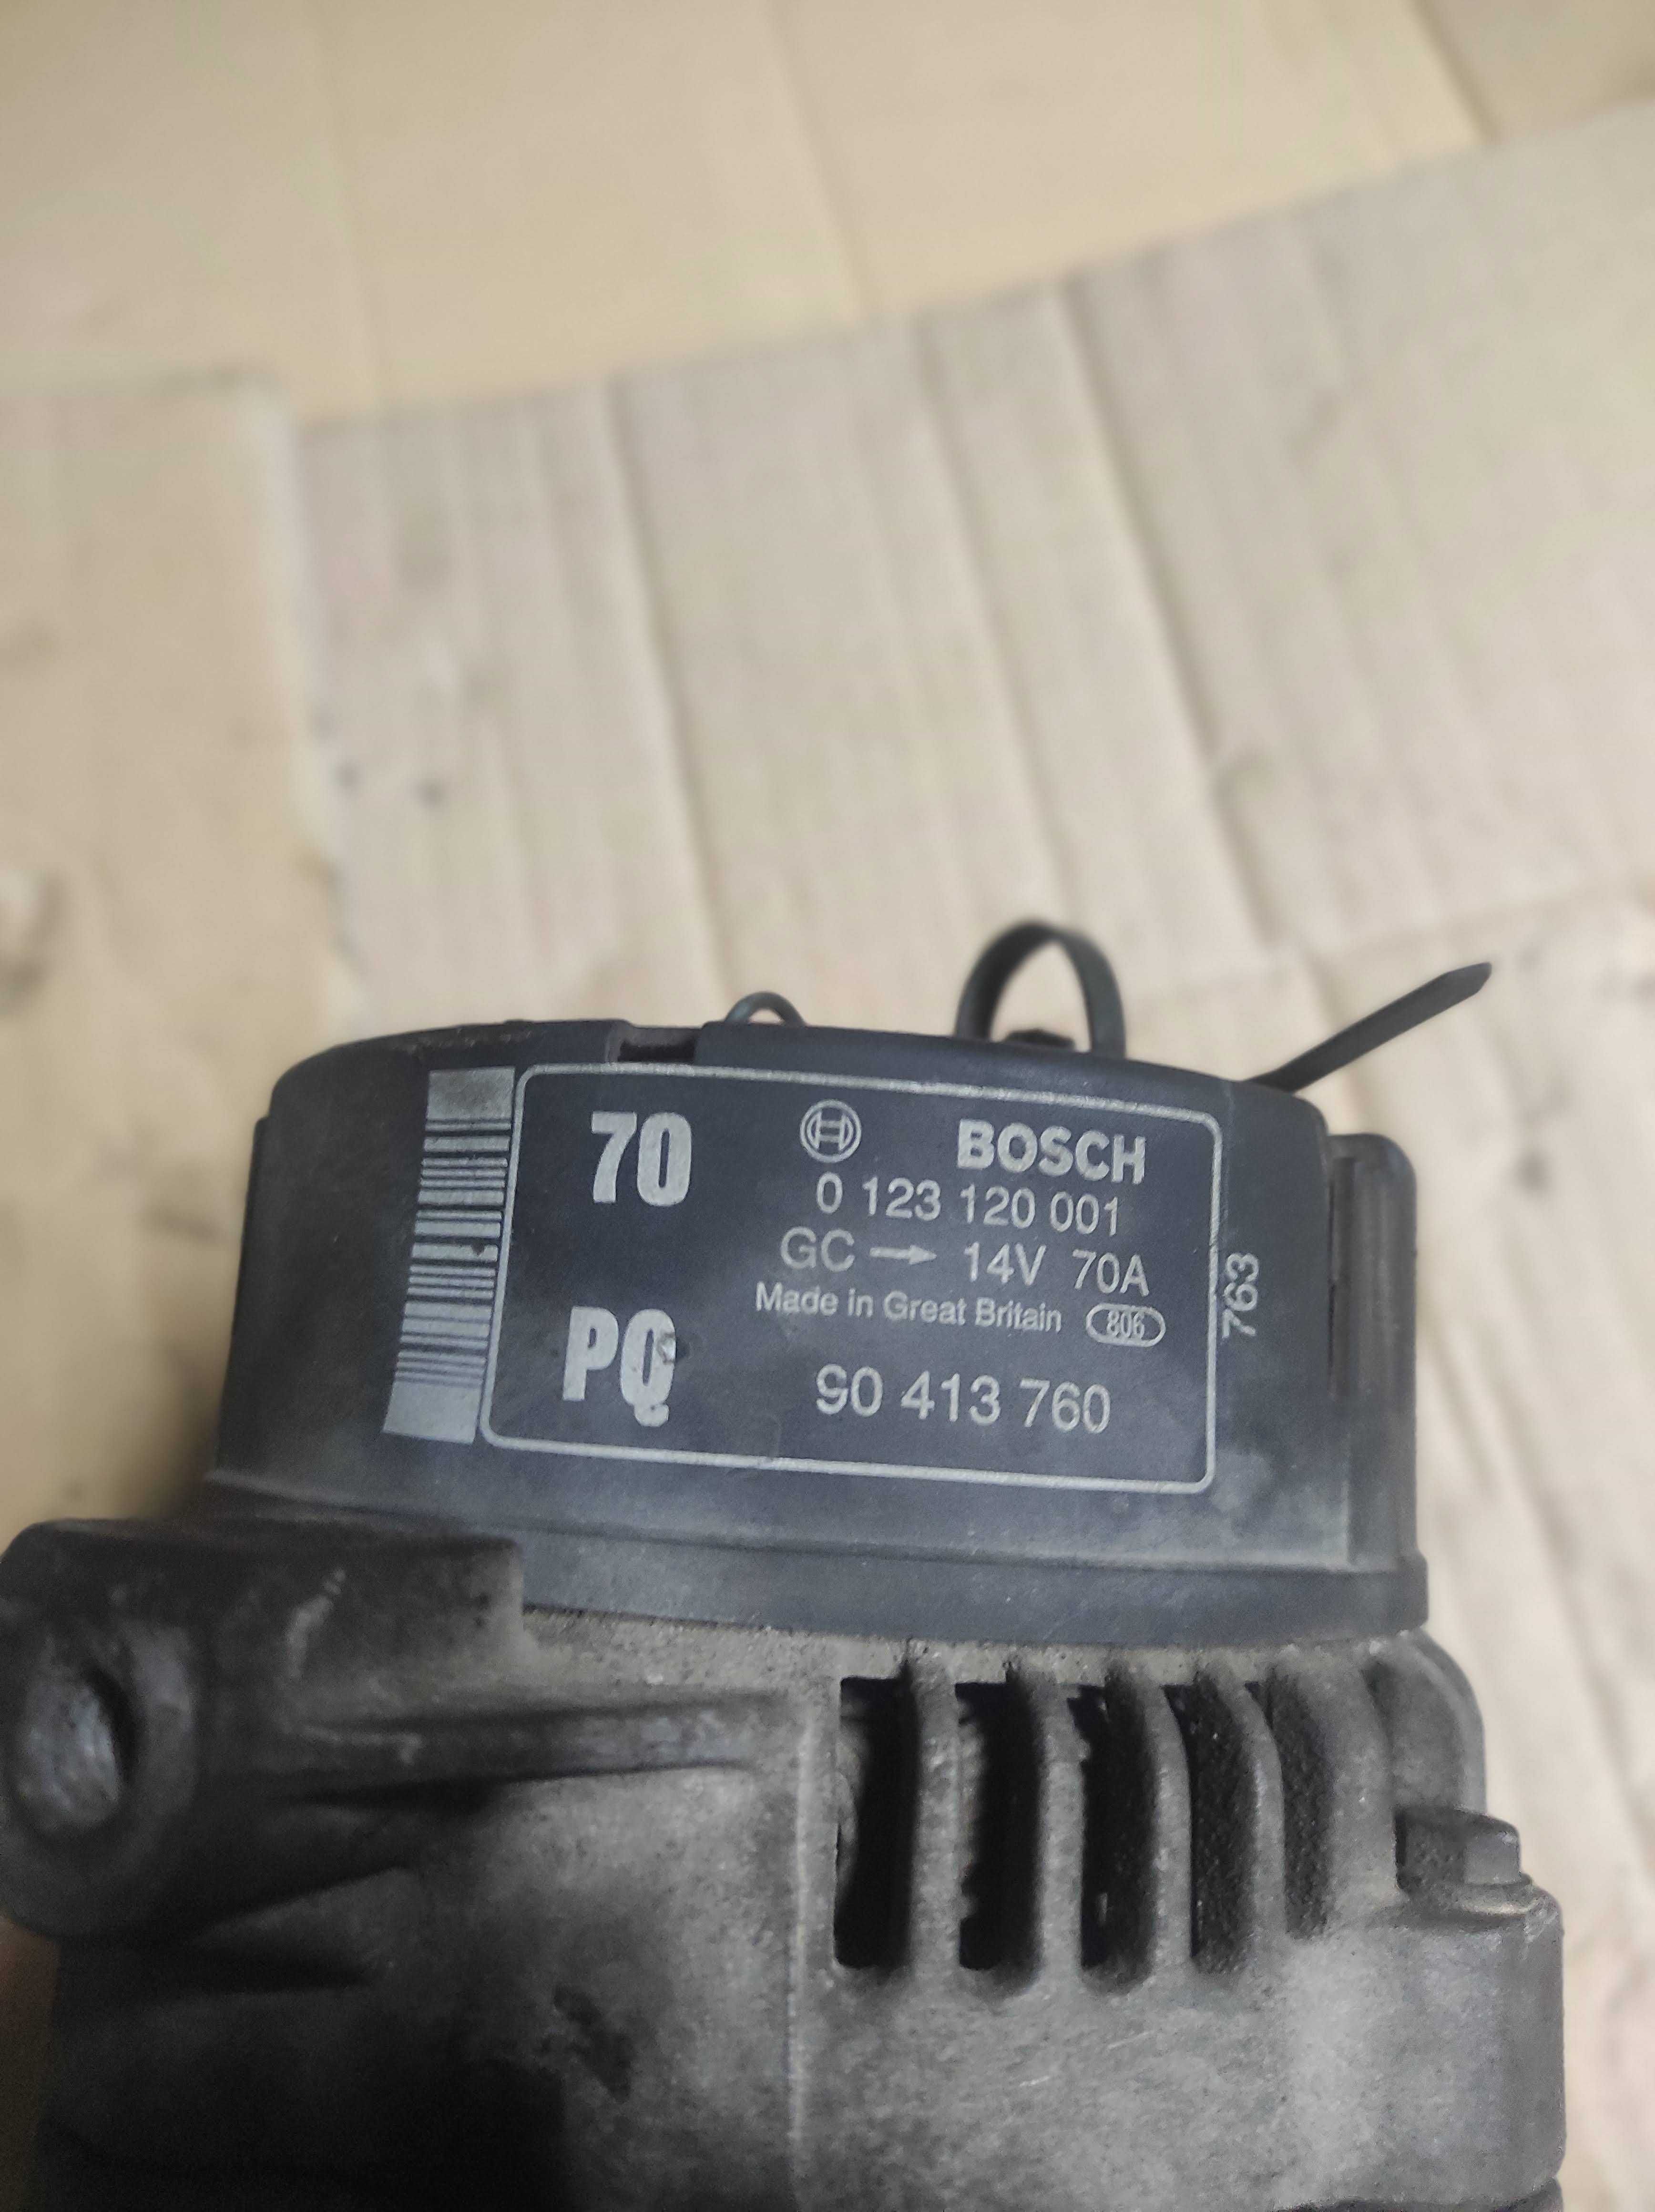 70
BOSCH
0 123 120 001
GC → 14V 70A
Made in Great Britain 806
PQ
90 413 760
763